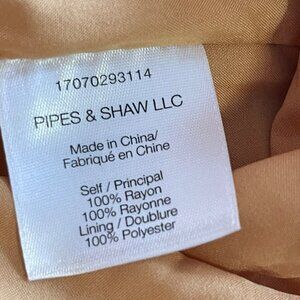 17070293114
PIPES & SHAW LLC
Made in China/
Fabriqué en Chine
Self / Principal
100% Rayon
100% Rayonne
Lining / Doublure
100% Polyester